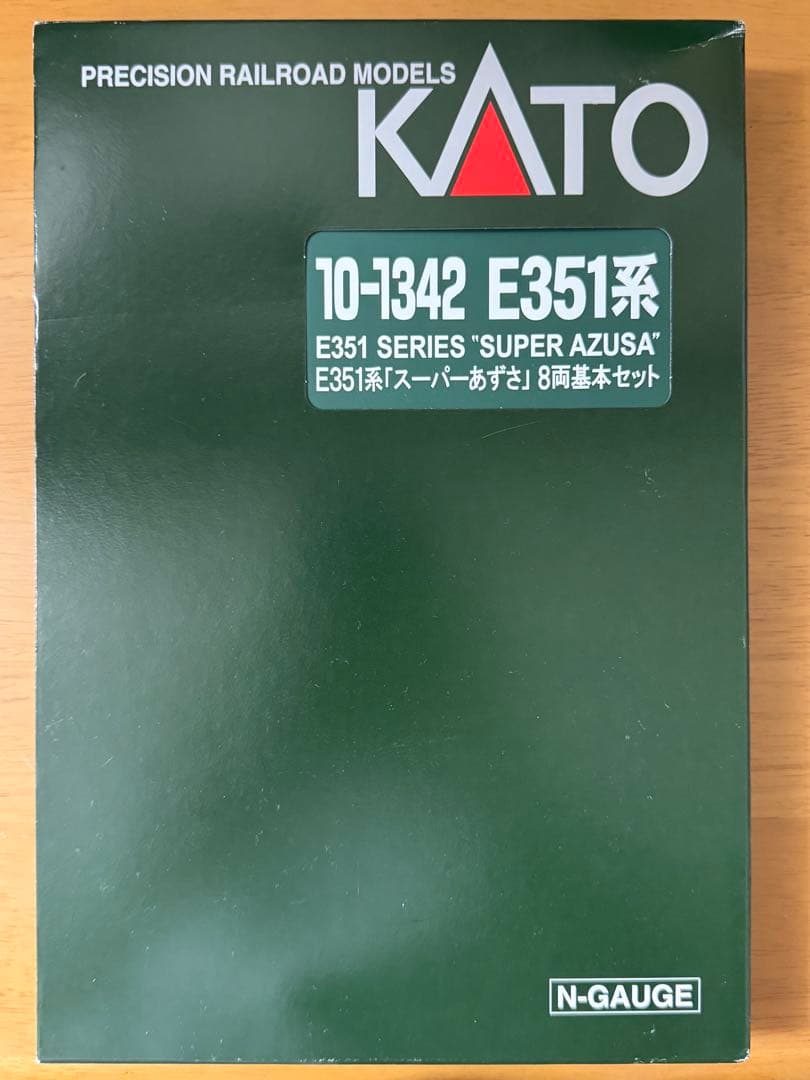 PRECISION RAILROAD MODELS
KATO
10-1342 E351系
E351 SERIES "SUPER AZUSA"
E351系「スーパーあずさ」8両基本セット
N-GAUGE